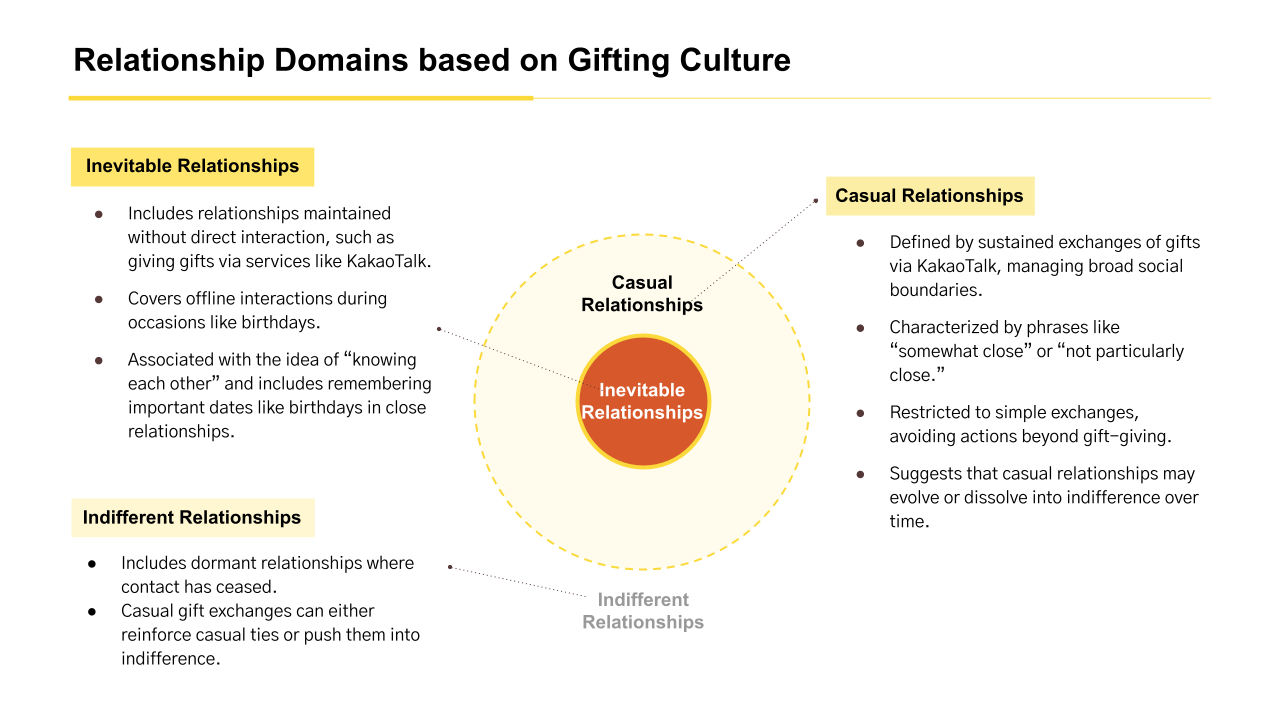 Relationship Domains based on Gifting Culture
Inevitable Relationships
● Includes relationships maintained
without direct interaction, such as
giving gifts via services like KakaoTalk.
● Covers offline interactions during
occasions like birthdays.
● Associated with the idea of “knowing
each other” and includes remembering
important dates like birthdays in close
relationships.
Indifferent Relationships
● Includes dormant relationships where
contact has ceased.
● Casual gift exchanges can either
reinforce casual ties or push them into
indifference.
Casual
Relationships
Inevitable
Relationships
Indifferent
Relationships
Casual Relationships
● Defined by sustained exchanges of gifts
via KakaoTalk, managing broad social
boundaries.
● Characterized by phrases like
“somewhat close” or “not particularly
close.”
● Restricted to simple exchanges,
avoiding actions beyond gift-giving.
● Suggests that casual relationships may
evolve or dissolve into indifference over
time.